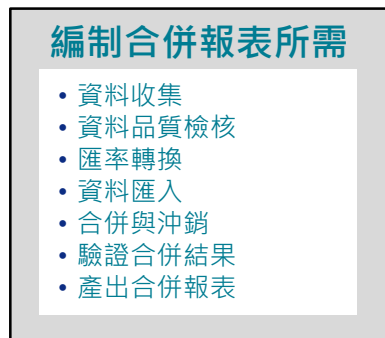 編制合併報表所需
• 資料收集
• 資料品質檢核
• 匯率轉換
• 資料匯入
• 合併與沖銷
• 驗證合併結果
• 產出合併報表